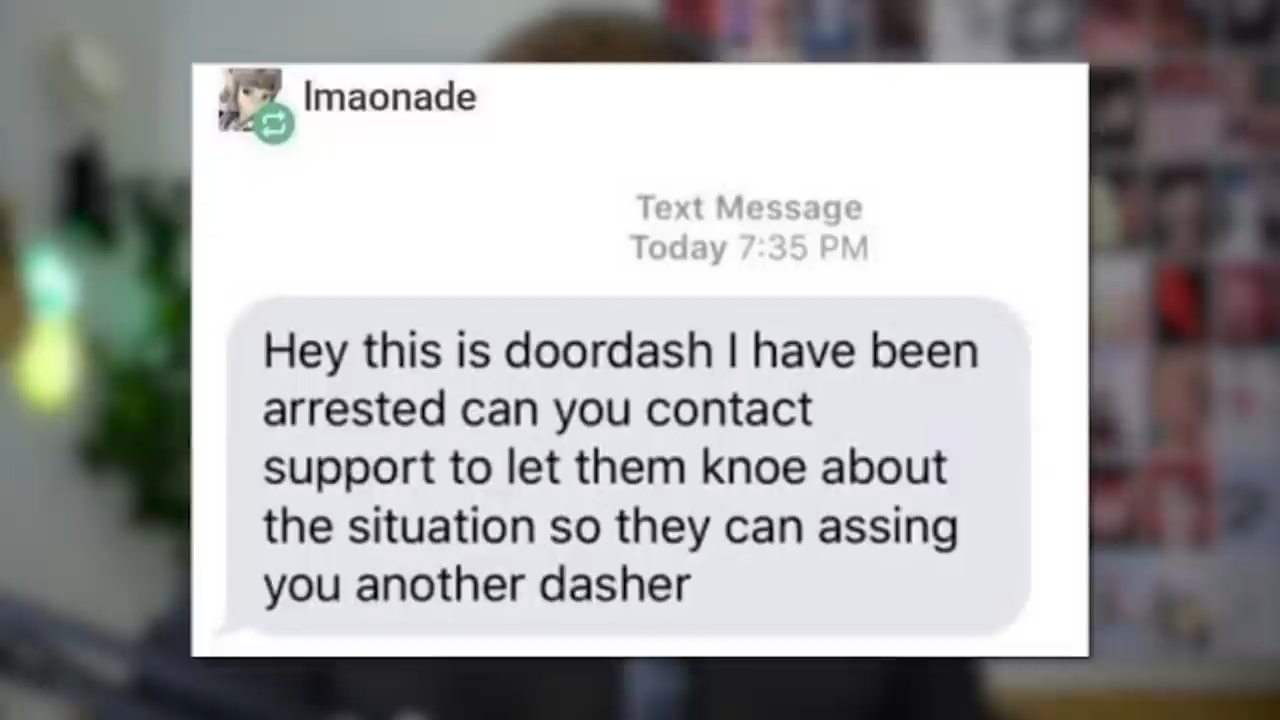 lmaonade
Text Message
Today 7:35 PM
Hey this is doordash I have been
arrested can you contact
support to let them knoe about
the situation so they can assing
you another dasher